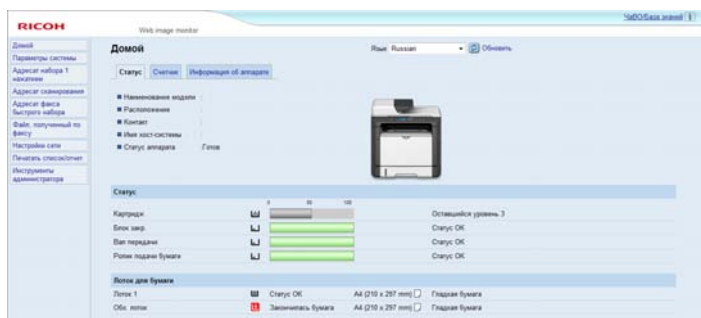 ЧаВО/База знаний
RICOH
Web image monitor
Домой
Параметры системы
Адресат набора 1
нажатием
Адресат сканирования
Адресат факса
быстрого набора
Файл, полученный по
факсу
Настройки сети
Печатать список/отчет
Инструменты
администратора
Домой
Язык Russian
Обновить
Статус Счетчик Информация об аппарате
Наименование модели :
Расположение :
Контакт :
Имя хост-системы :
Статус аппарата :Готов
Статус
0 50 100
Картридж Оставшийся уровень 3
Блок закр. Статус OK
Вал передачи Статус OK
Ролик подачи бумаги Статус OK
Лоток для бумаги
Лоток 1 Статус OK A4 (210 x 297 mm) Гладкая бумага
Обх. лоток Закончилась бумага A4 (210 x 297 mm) Гладкая бумага